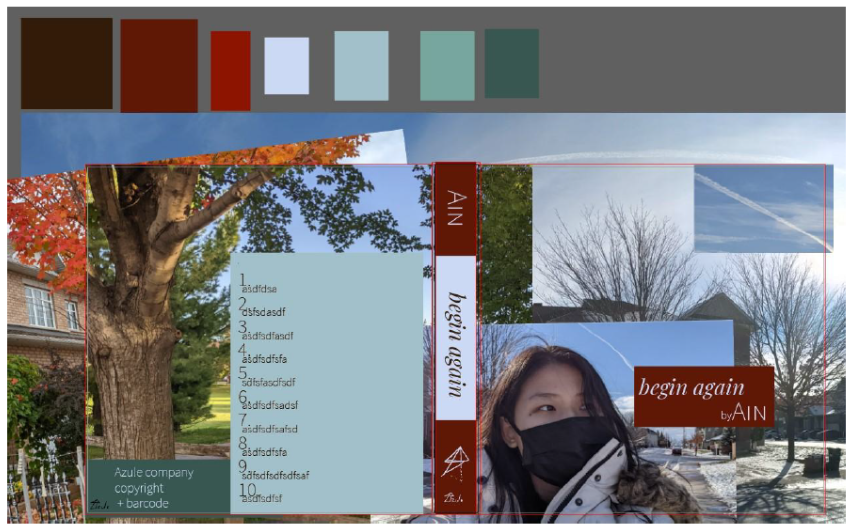 1.
asdfdsa
2.
dsfsdasdf
3.
asdfsdfasdf
4.
asdfsdfsfa
5.
sdfsfasdfsdf
6.
asdfsdfsadsf
7.
asdfsdfsafsd
8.
asdfsdfsfa
9.
sdfsdfsdfsdfsaf
10.
asdfsdfsf
Azule company
copyright
+ barcode
AIN
begin again
begin again
by AIN